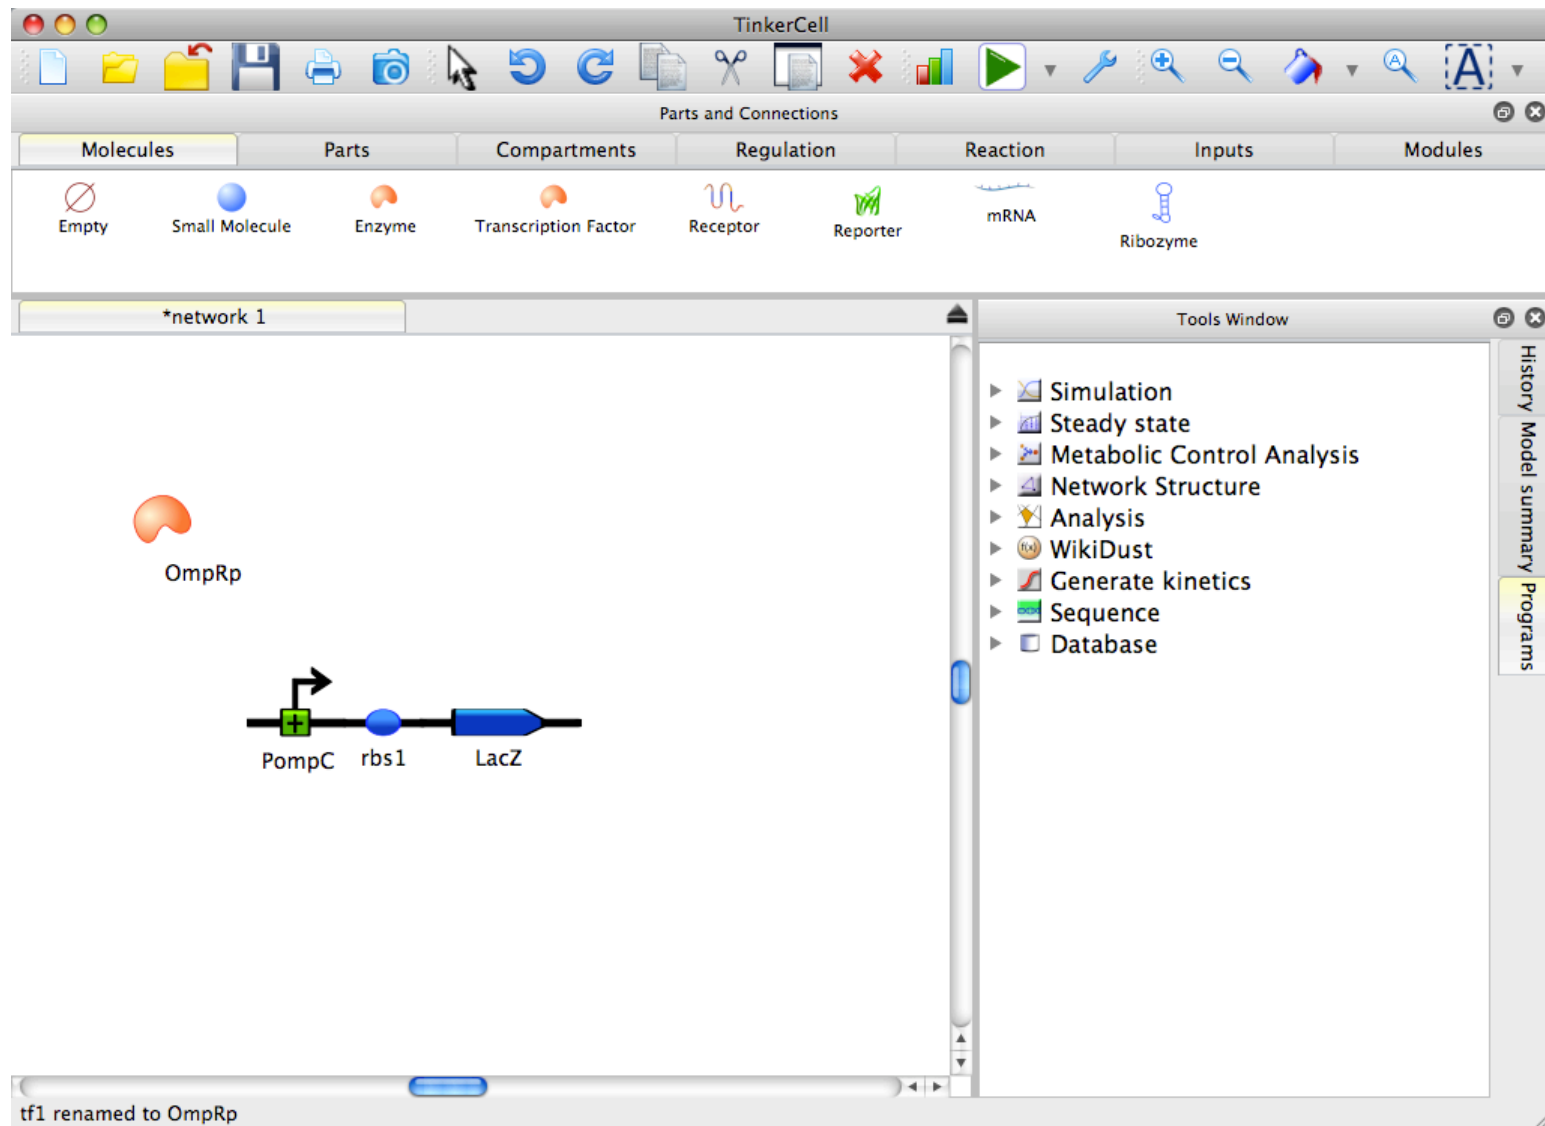 TinkerCell
A
A
Parts and Connections
Molecules Parts Compartments Regulation Reaction Inputs Modules
Empty Small Molecule Enzyme Transcription Factor Receptor Reporter mRNA Ribozyme
*network 1
Tools Window
Simulation
Steady state
Metabolic Control Analysis
Network Structure
Analysis
f(x) WikiDust
Generate kinetics
Sequence
Database
History
Model summary
Programs
OmpRp
PompC rbs1 LacZ
tf1 renamed to OmpRp